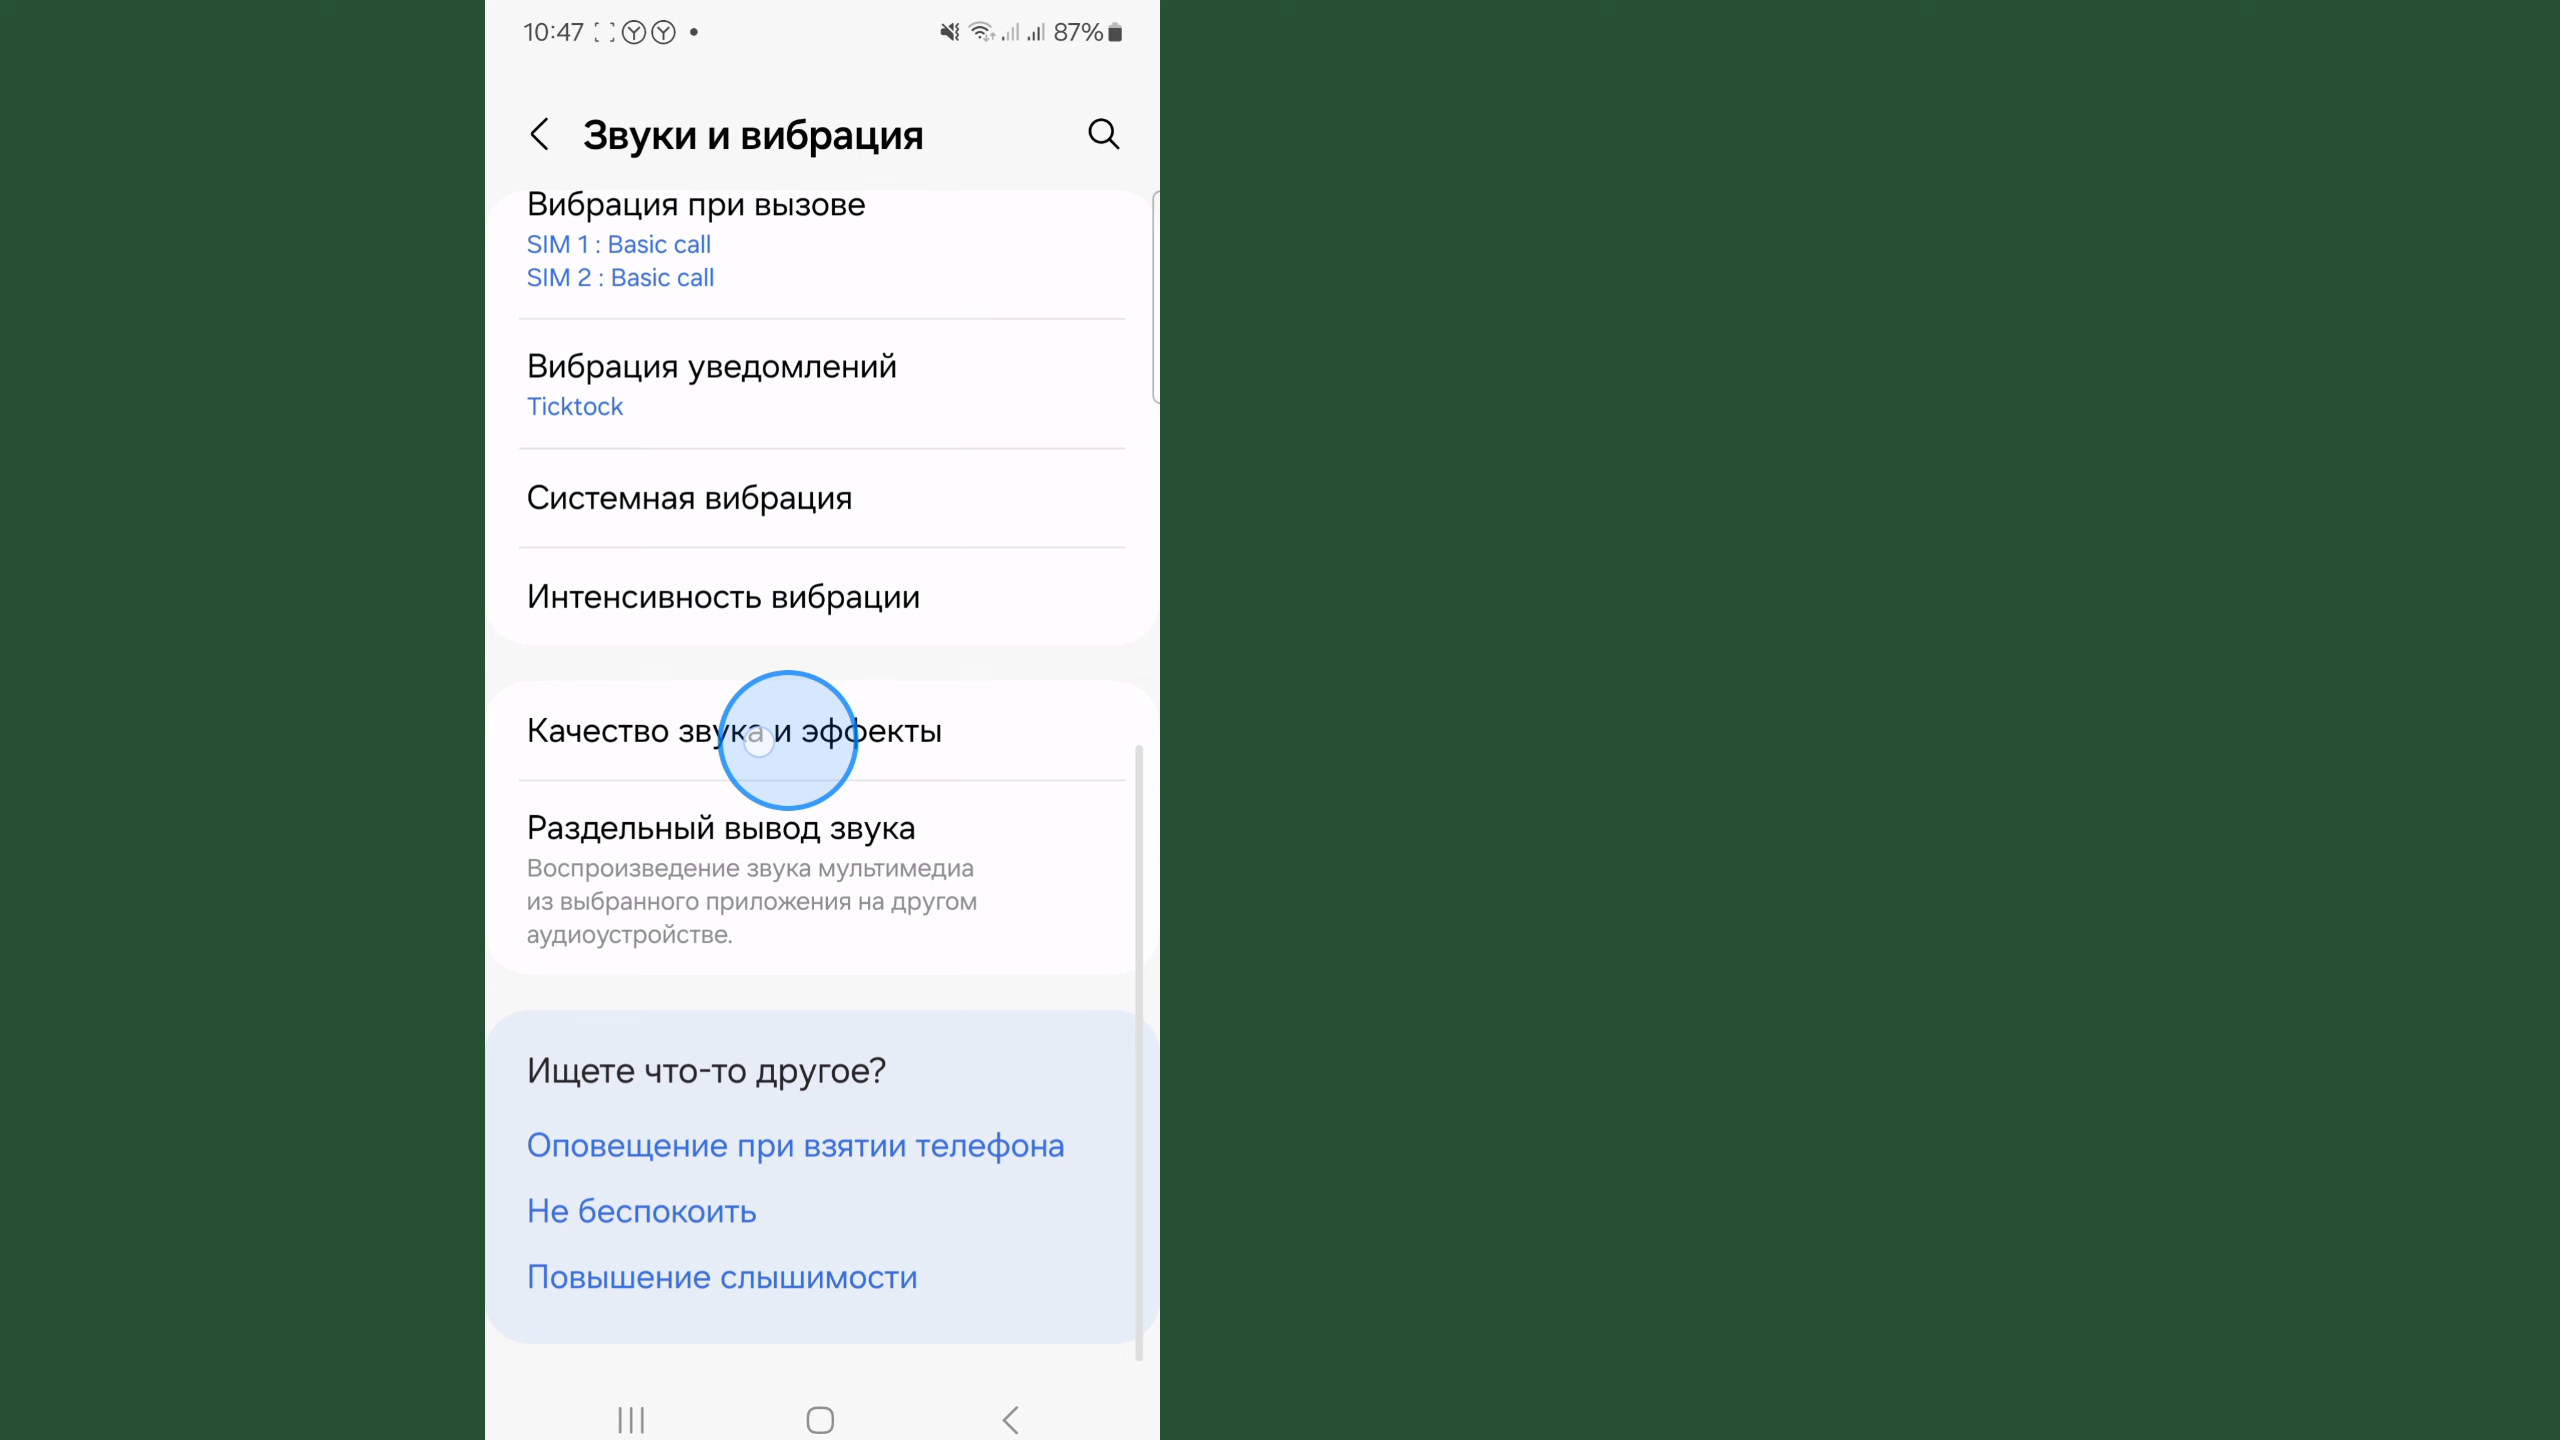 10:47
87%
Звуки и вибрация
Вибрация при вызове
SIM 1 : Basic call
SIM 2 : Basic call
Вибрация уведомлений
Ticktock
Системная вибрация
Интенсивность вибрации
Качество звука и эффекты
Раздельный вывод звука
Воспроизведение звука мультимедиа
из выбранного приложения на другом
аудиоустройстве.
Ищете что-то другое?
Оповещение при взятии телефона
Не беспокоить
Повышение слышимости